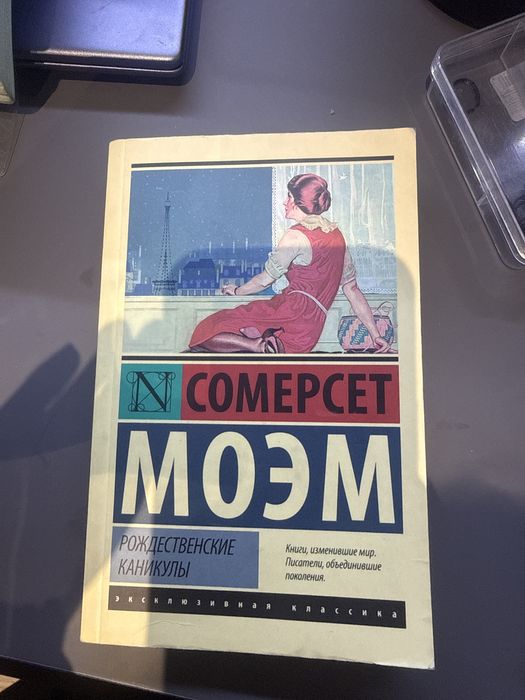 N СОМЕРСЕТ
МОЭМ
РОЖДЕСТВЕНСКИЕ
КАНИКУЛЫ
Книги, изменившие мир.
Писатели, объединившие
поколения.
эксклюзивная классика